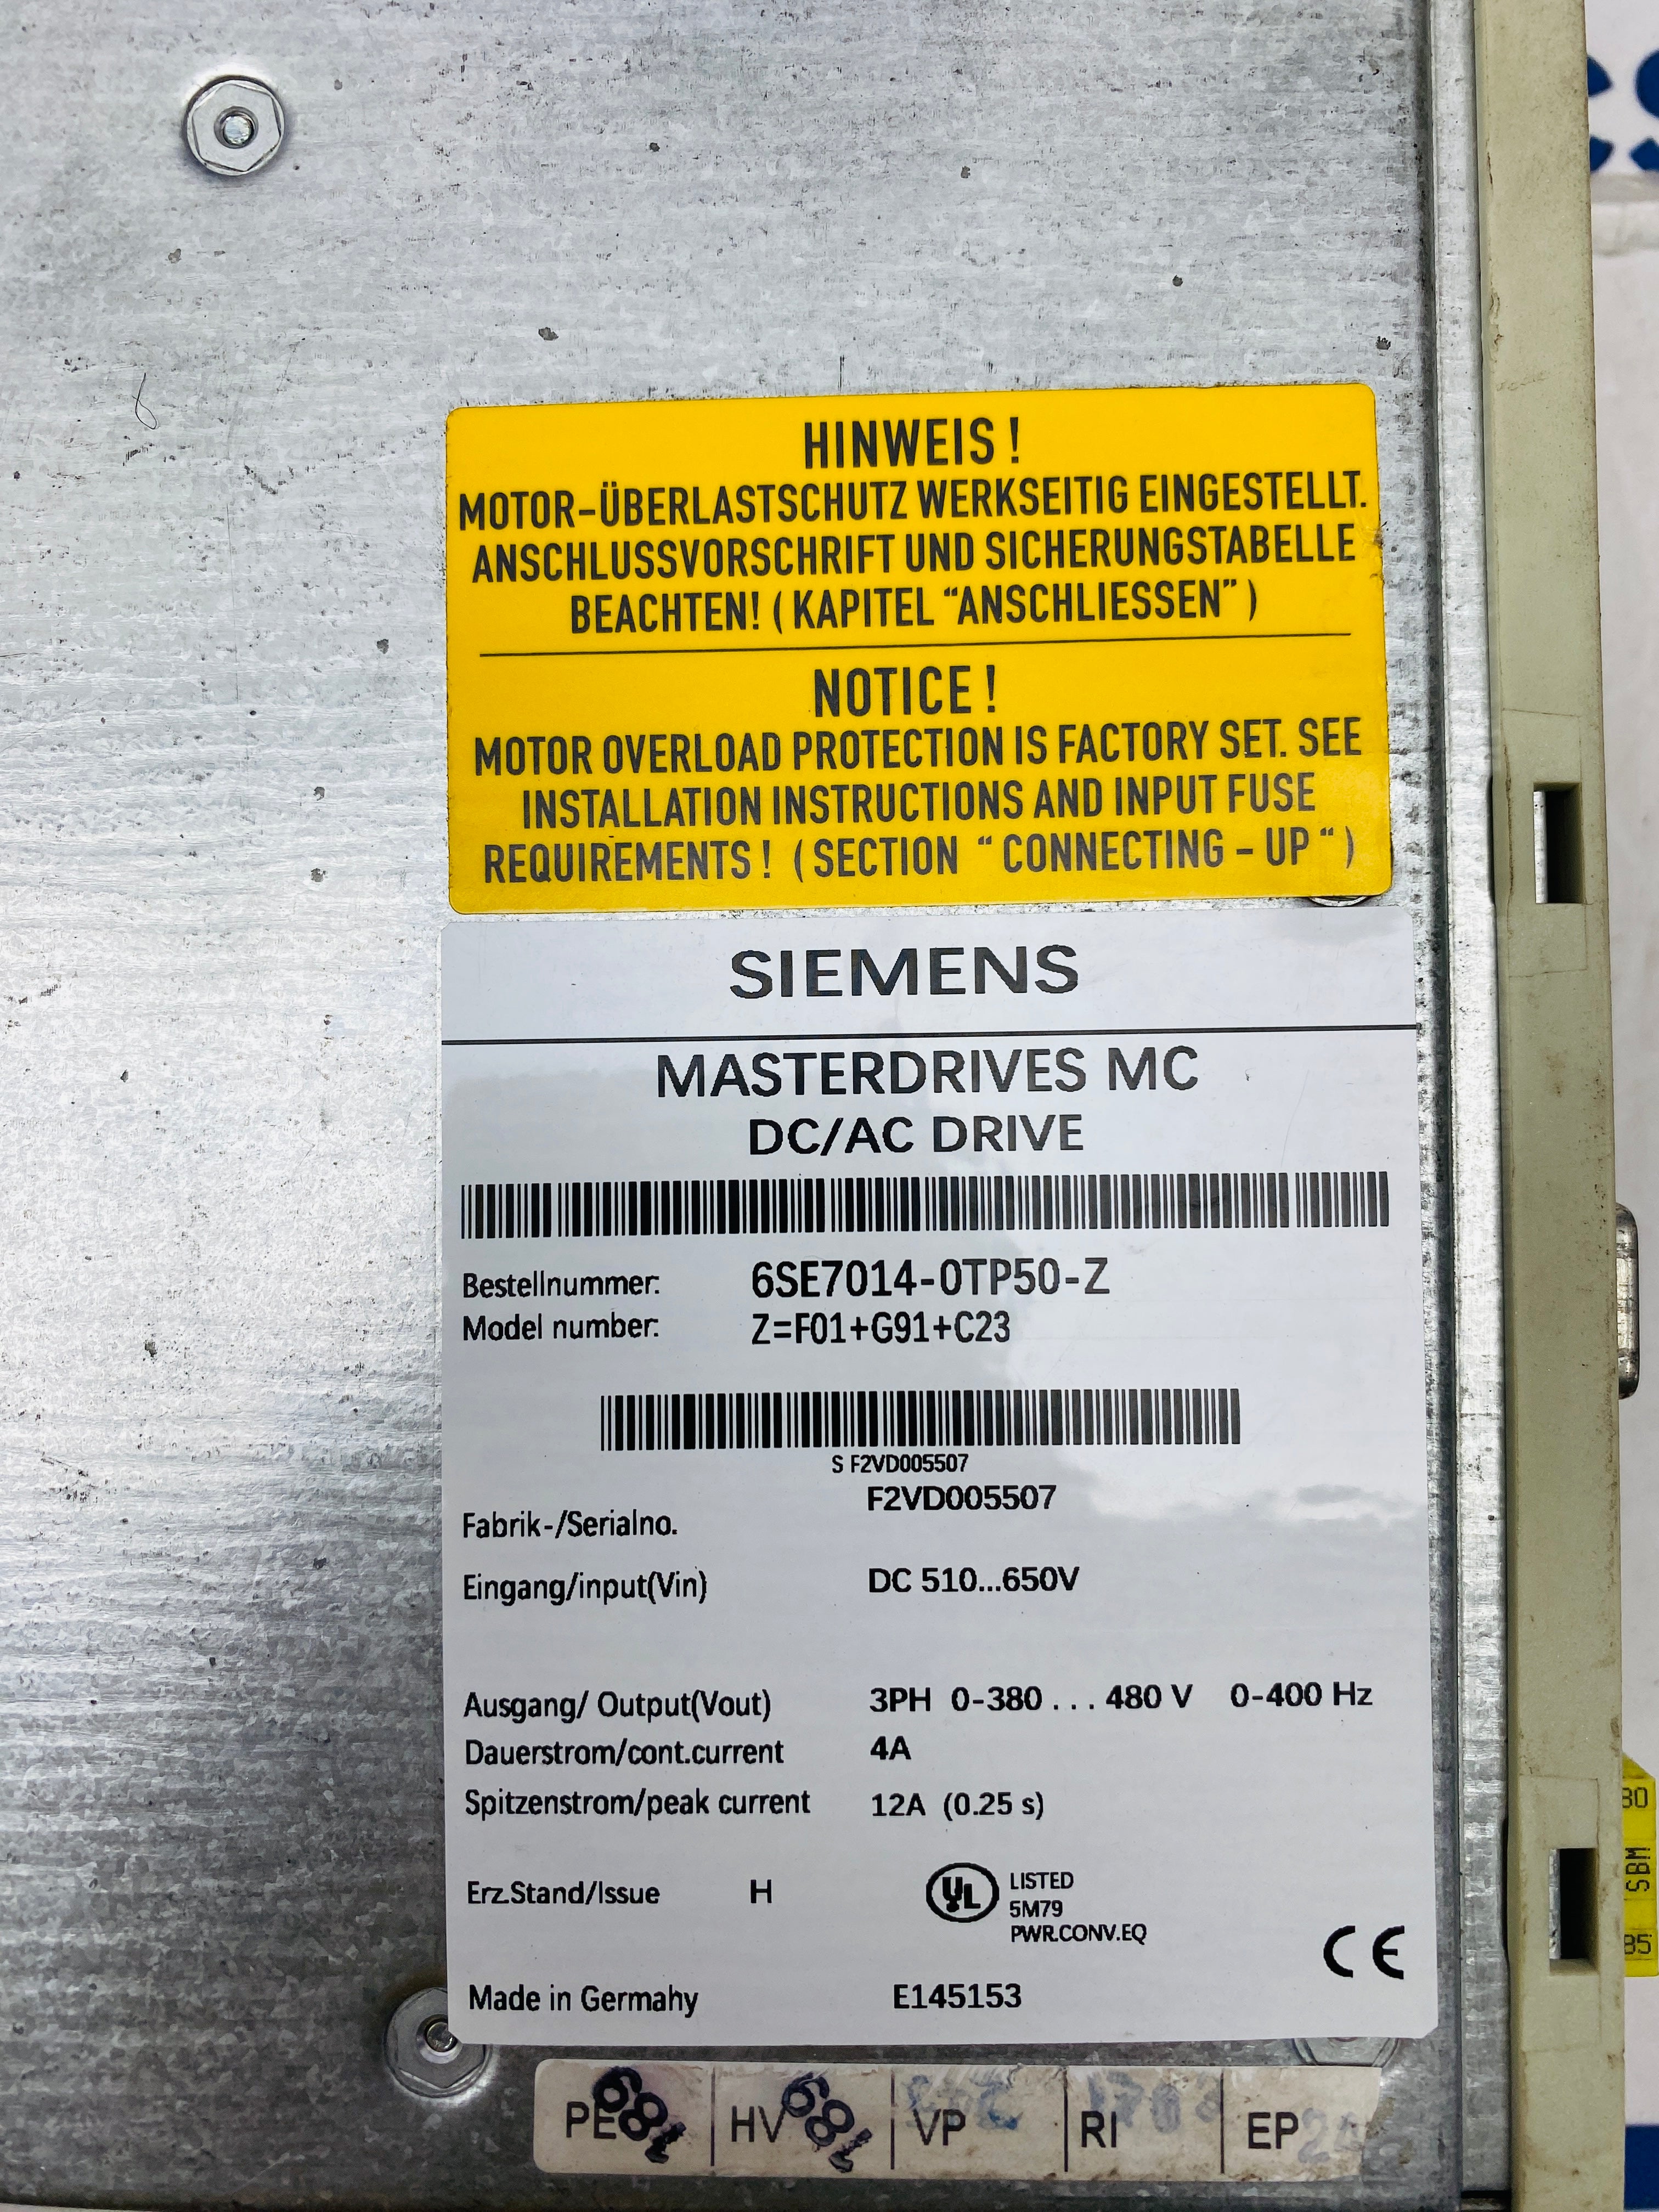 HINWEIS !
MOTOR-ÜBERLASTSCHUTZ WERKSEITIG EINGESTELLT.
ANSCHLUSSVORSCHRIFT UND SICHERUNGSTABELLE
BEACHTEN! ( KAPITEL “ANSCHLIESSEN” )
NOTICE !
MOTOR OVERLOAD PROTECTION IS FACTORY SET. SEE
INSTALLATION INSTRUCTIONS AND INPUT FUSE
REQUIREMENTS ! ( SECTION “ CONNECTING - UP “ )
SIEMENS
MASTERDRIVES MC
DC/AC DRIVE
Bestellnummer: 6SE7014-0TP50-Z
Model number: Z=F01+G91+C23
S F2VD005507
F2VD005507
Fabrik-/Serialno.
Eingang/input(Vin) DC 510...650V
Ausgang/ Output(Vout) 3PH 0-380 . . . 480 V 0-400 Hz
Dauerstrom/cont.current 4A
Spitzenstrom/peak current 12A (0.25 s)
Erz.Stand/Issue H
UL LISTED
5M79
PWR.CONV.EQ
CE
Made in Germahy E145153
PE 189 HV 189 VP RI EP
SBM